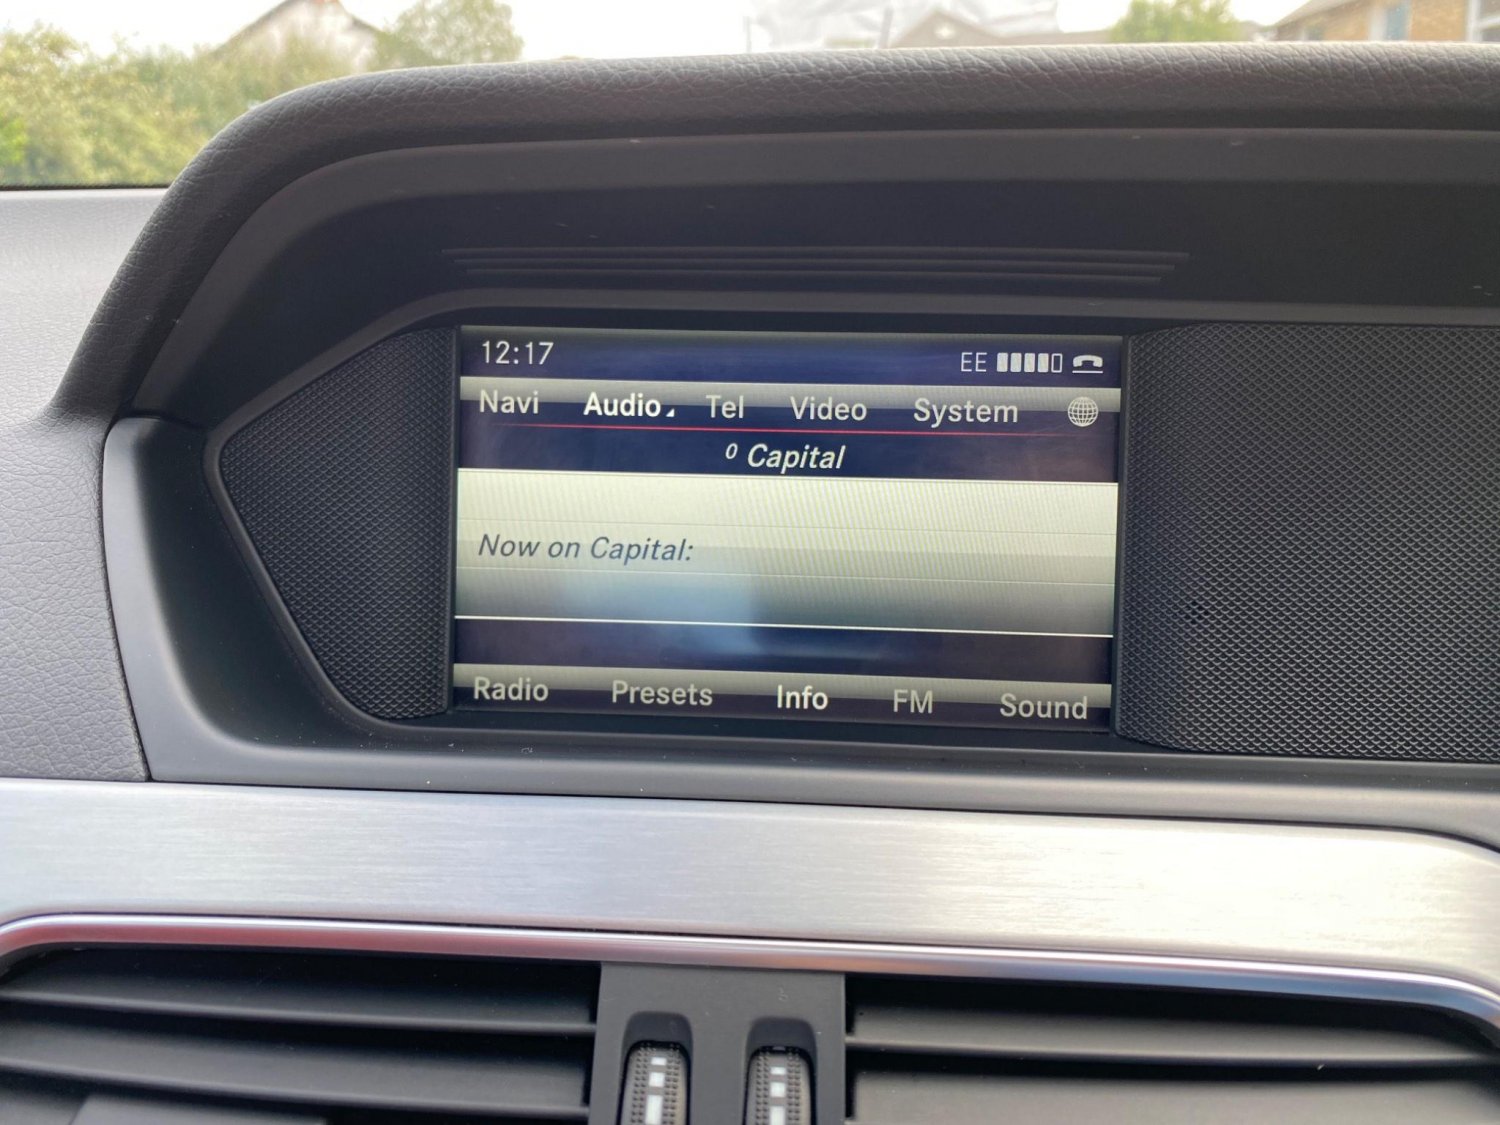 12:17 EE
Navi Audio Tel Video System
0 Capital
Now on Capital:
Radio Presets Info FM Sound